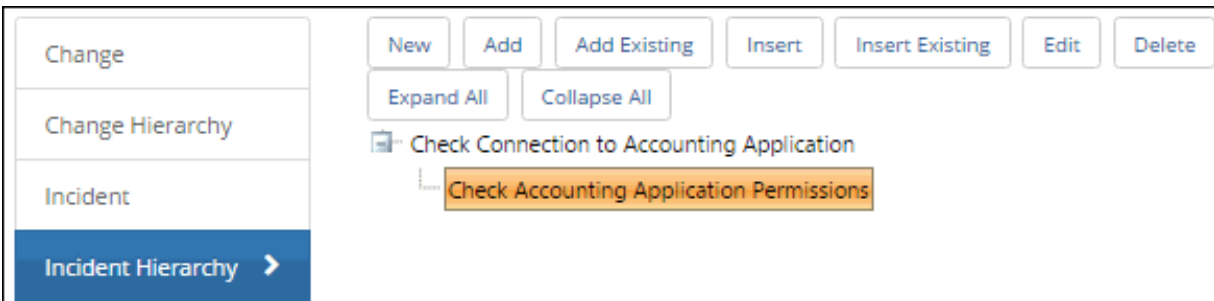 Change
Change Hierarchy
Incident
Incident Hierarchy
New Add Add Existing Insert Insert Existing Edit Delete
Expand All Collapse All
Check Connection to Accounting Application
Check Accounting Application Permissions